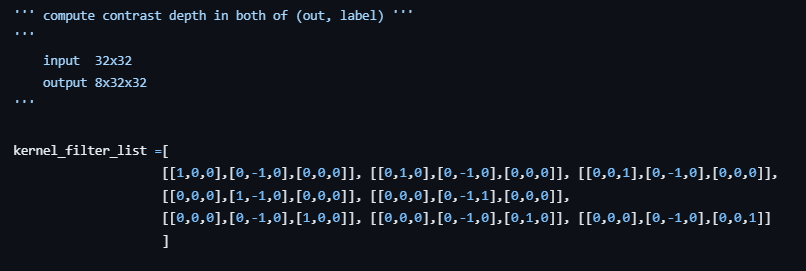 ''' compute contrast depth in both of (out, label) '''
'''
    input  32x32
    output 8x32x32
'''
kernel_filter_list =[
                    [[1,0,0],[0,-1,0],[0,0,0]], [[0,1,0],[0,-1,0],[0,0,0]], [[0,0,1],[0,-1,0],[0,0,0]],
                    [[0,0,0],[1,-1,0],[0,0,0]], [[0,0,0],[0,-1,1],[0,0,0]],
                    [[0,0,0],[0,-1,0],[1,0,0]], [[0,0,0],[0,-1,0],[0,1,0]], [[0,0,0],[0,-1,0],[0,0,1]]
                    ]